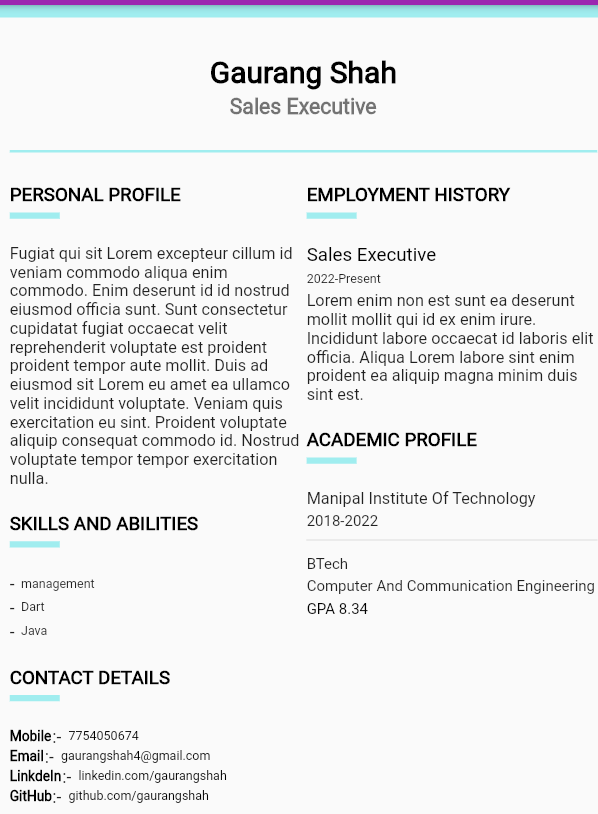 Gaurang Shah
Sales Executive
PERSONAL PROFILE
Fugiat qui sit Lorem excepteur cillum id
veniam commodo aliqua enim
commodo. Enim deserunt id id nostrud
eiusmod officia sunt. Sunt consectetur
cupidatat fugiat occaecat velit
reprehenderit voluptate est proident
proident tempor aute mollit. Duis ad
eiusmod sit Lorem eu amet ea ullamco
velit incididunt voluptate. Veniam quis
exercitation eu sint. Proident voluptate
aliquip consequat commodo id. Nostrud
voluptate tempor tempor exercitation
nulla.
SKILLS AND ABILITIES
- management
- Dart
- Java
CONTACT DETAILS
Mobile:- 7754050674
Email:- gaurangshah4@gmail.com
Linkdeln:- linkedin.com/gaurangshah
GitHub:- github.com/gaurangshah
EMPLOYMENT HISTORY
Sales Executive
2022-Present
Lorem enim non est sunt ea deserunt
mollit mollit qui id ex enim irure.
Incididunt labore occaecat id laboris elit
officia. Aliqua Lorem labore sint enim
proident ea aliquip magna minim duis
sint est.
ACADEMIC PROFILE
Manipal Institute Of Technology
2018-2022
BTech
Computer And Communication Engineering
GPA 8.34